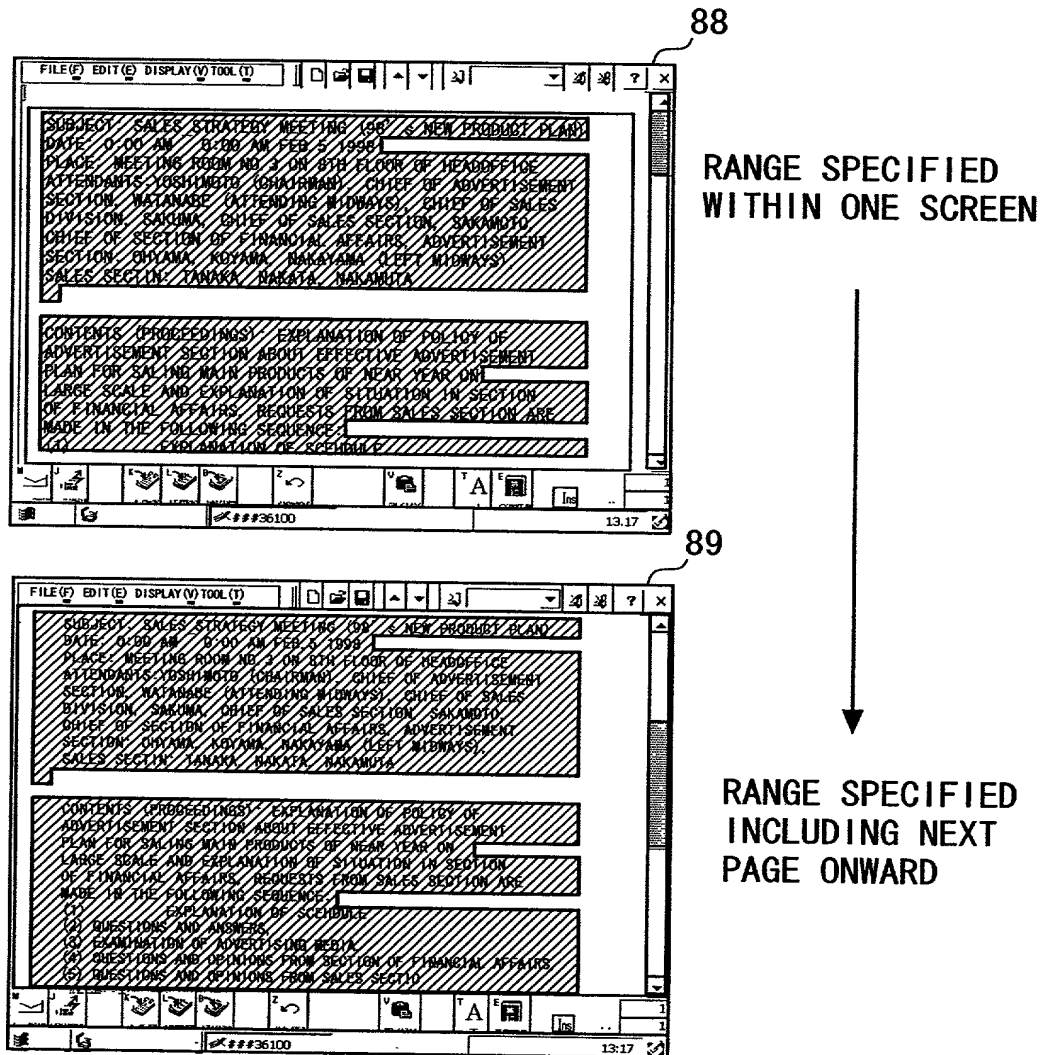 88
FILE(F) EDIT(E) DISPLAY(V) TOOL(T)
? ×
SUBJECT: SALES STRATEGY MEETING (98's NEW PRODUCT PLAN)
DATE: 0:00 AM 0:00 AM FEB.5 1998
PLACE: MEETING ROOM NO.3 ON 8TH FLOOR OF HEADOFFICE
ATTENDANTS:YOSHIMOTO (CHAIRMAN), CHIEF OF ADVERTISEMENT
SECTION, WATANABE (ATTENDING MIDWAYS), CHIEF OF SALES
DIVISION, SAKUMA, CHIEF OF SALES SECTION, SAKAMOTO,
CHIEF OF SECTION OF FINANCIAL AFFAIRS, ADVERTISEMENT
SECTION: OHYAMA, KOYAMA, NAKAYAMA (LEFT MIDWAYS)
SALES SECTIN: TANAKA, NAKATA, NAKAMUTA
CONTENTS (PROCEEDINGS): EXPLANATION OF POLICY OF
ADVERTISEMENT SECTION ABOUT EFFECTIVE ADVERTISEMENT
PLAN FOR SALING MAIN PRODUCTS OF NEAR YEAR ON
LARGE SCALE AND EXPLANATION OF SITUATION IN SECTION
OF FINANCIAL AFFAIRS, REQUESTS FROM SALES SECTION ARE
MADE IN THE FOLLOWING SEQUENCE:
(1) EXPLANATION OF SCEHDULE
M J K L B Z V T A E Ins
###36100 13.17
RANGE SPECIFIED
WITHIN ONE SCREEN
89
FILE(F) EDIT(E) DISPLAY(V) TOOL(T)
? ×
SUBJECT: SALES STRATEGY MEETING (98 s NEW PRODUCT PLAN)
DATE: 0:00 AM 0:00 AM FEB.5 1998
PLACE: MEETING ROOM NO.3 ON 8TH FLOOR OF HEADOFFICE
ATTENDANTS:YOSHIMOTO (CHAIRMAN), CHIEF OF ADVERTISEMENT
SECTION, WATANABE (ATTENDING MIDWAYS), CHIEF OF SALES
DIVISION, SAKUMA, CHIEF OF SALES SECTION, SAKAMOTO,
CHIEF OF SECTION OF FINANCIAL AFFAIRS, ADVERTISEMENT
SECTION: OHYAMA, KOYAMA, NAKAYAMA (LEFT MIDWAYS),
SALES SECTIN: TANAKA, NAKATA, NAKAMUTA
CONTENTS (PROCEEDINGS): EXPLANATION OF POLICY OF
ADVERTISEMENT SECTION ABOUT EFFECTIVE ADVERTISEMENT
PLAN FOR SALING MAIN PRODUCTS OF NEAR YEAR ON
LARGE SCALE AND EXPLANATION OF SITUATION IN SECTION
OF FINANCIAL AFFAIRS, REQUESTS FROM SALES SECTION ARE
MADE IN THE FOLLOWING SEQUENCE:
(1) EXPLANATION OF SCEHDULE
(2) QUESTIONS AND ANSWERS,
(3) EXAMINATION OF ADVERTISING MEDIA,
(4) QUESTIONS AND OPINIONS FROM SECTION OF FINANCIAL AFFAIRS
(5) QUESTIONS AND OPINIONS FROM SALES SECTIO
Z V T A E Ins 1
1
###36100 13:17
RANGE SPECIFIED
INCLUDING NEXT
PAGE ONWARD